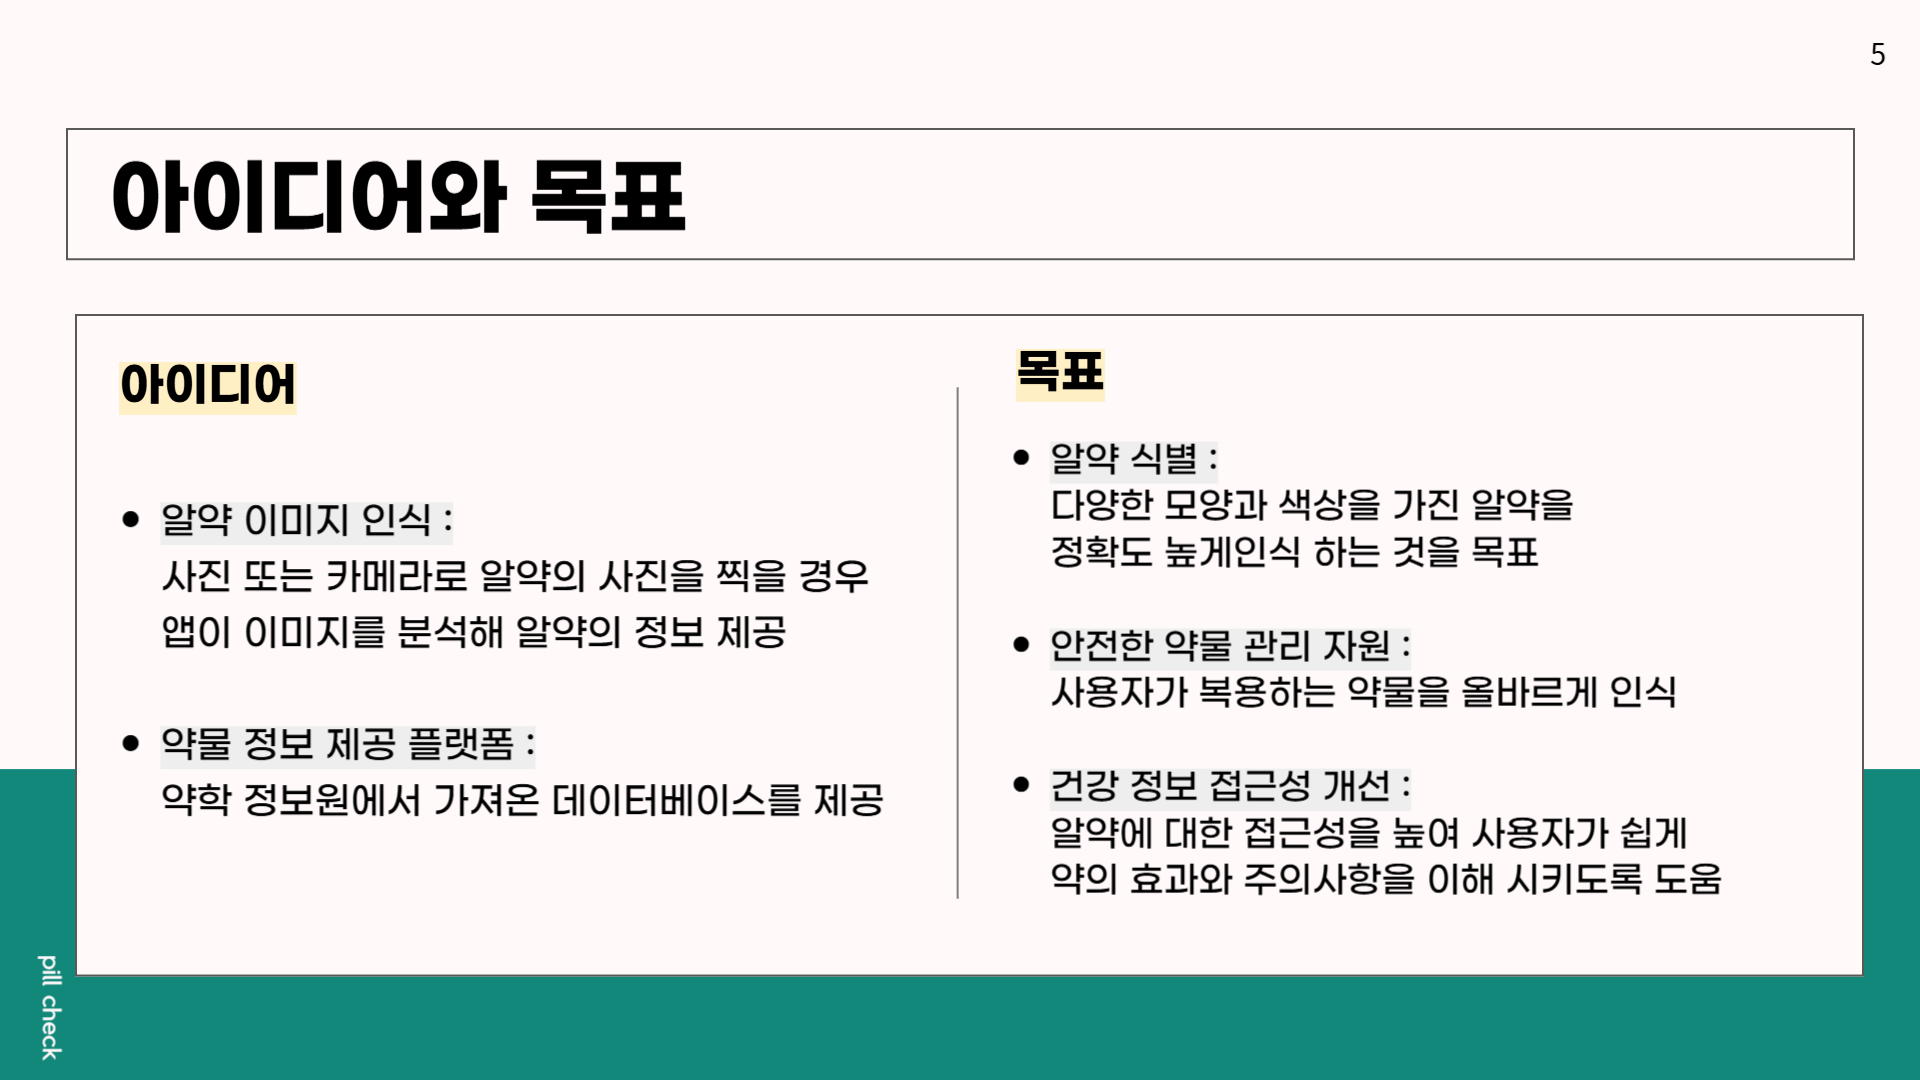 5
아이디어와 목표
아이디어
• 알약 이미지 인식 :
사진 또는 카메라로 알약의 사진을 찍을 경우
앱이 이미지를 분석해 알약의 정보 제공
• 약물 정보 제공 플랫폼 :
약학 정보원에서 가져온 데이터베이스를 제공
목표
• 알약 식별 :
다양한 모양과 색상을 가진 알약을
정확도 높게인식 하는 것을 목표
• 안전한 약물 관리 자원 :
사용자가 복용하는 약물을 올바르게 인식
• 건강 정보 접근성 개선 :
알약에 대한 접근성을 높여 사용자가 쉽게
약의 효과와 주의사항을 이해 시키도록 도움
pill check